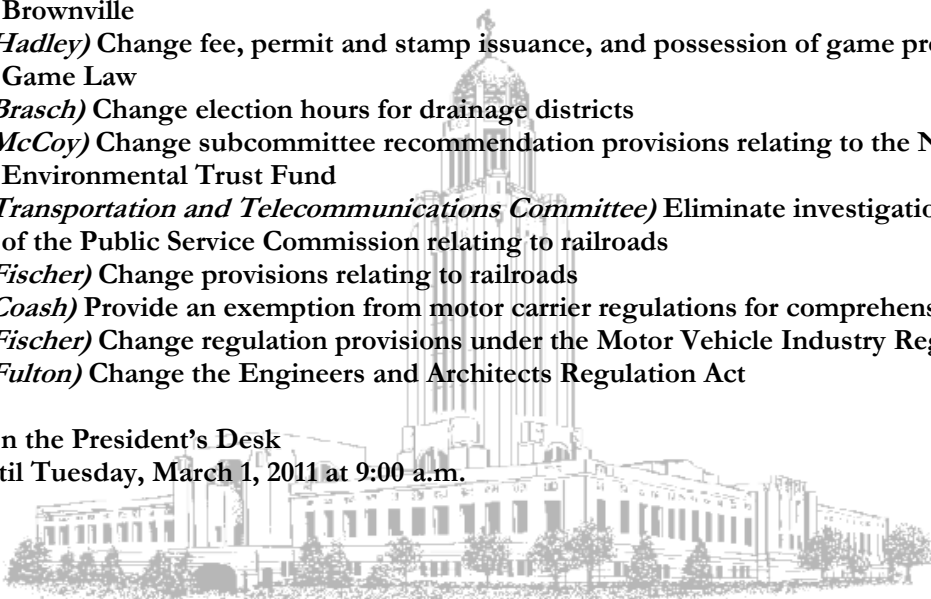 Brownville
Hadley) Change fee, permit and stamp issuance, and possession of game
Game Law
Brasch) Change election hours for drainage districts
McCoy) Change subcommittee recommendation provisions relating to the
Environmental Trust Fund
Transportation and Telecommunications Committee) Eliminate
of the Public Service Commission relating to railroads
Fischer) Change provisions relating to railroads
Coash) Provide an exemption from motor carrier regulations for
Fischer) Change regulation provisions under the Motor Vehicle Industry
Fulton) Change the Engineers and Architects Regulation Act
n the President's Desk
til Tuesday, March 1, 2011 at 9:00 a.m.